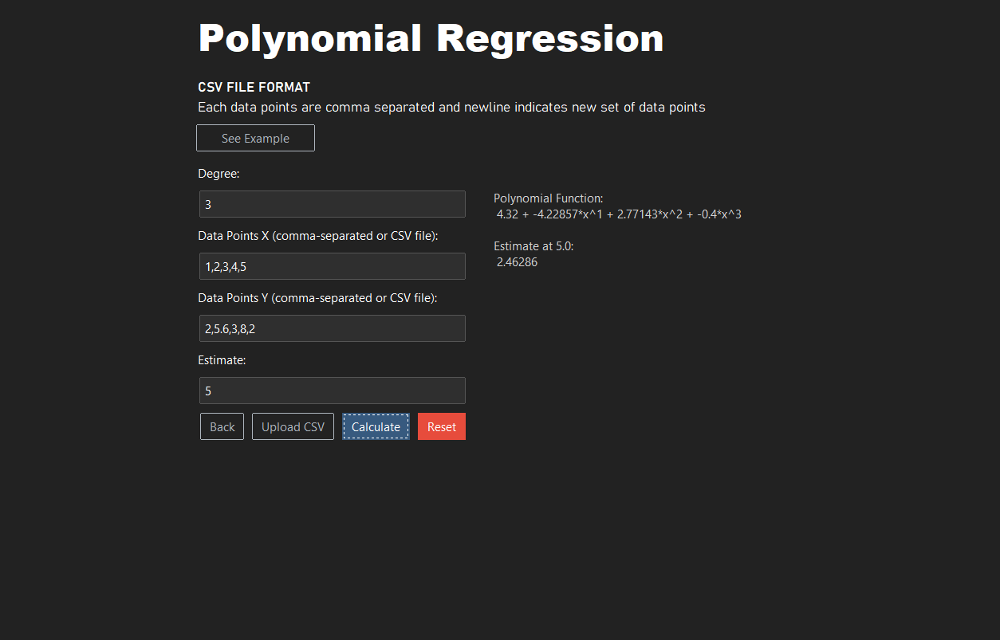 Polynomial Regression
CSV FILE FORMAT
Each data points are comma separated and newline indicates new set of data points
See Example
Degree:
3
Data Points X (comma-separated or CSV file):
1,2,3,4,5
Data Points Y (comma-separated or CSV file):
2,5.6,3,8,2
Estimate:
5
Back
Upload CSV
Calculate
Reset
Polynomial Function:
4.32 + -4.22857*x^1 + 2.77143*x^2 + -0.4*x^3
Estimate at 5.0:
2.46286